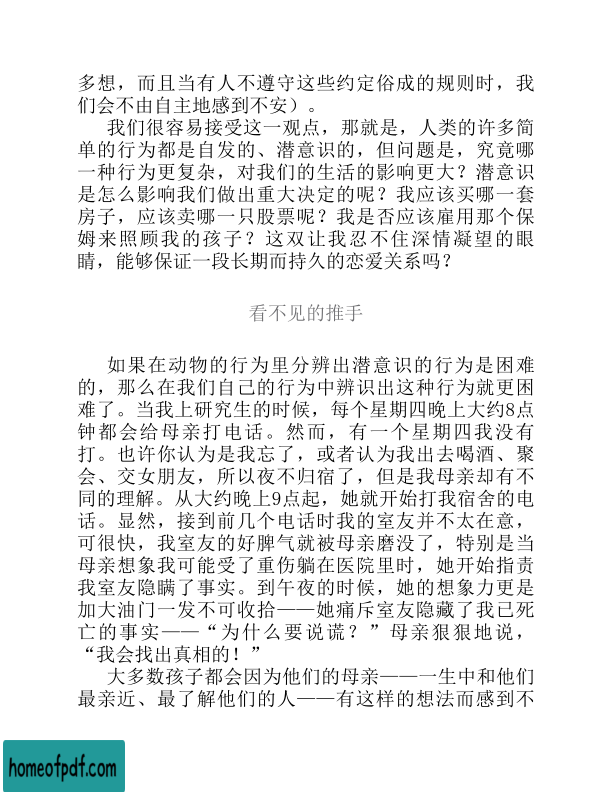 多想，而且当有人不遵守这些约定俗成的规则时，我
们会不由自主地感到不安）。
我们很容易接受这一观点，那就是，人类的许多简
单的行为都是自发的、潜意识的，但问题是，究竟哪
一种行为更复杂，对我们的生活的影响更大？潜意识
是怎么影响我们做出重大决定的呢？我应该买哪一套
房子，应该卖哪一只股票呢？我是否应该雇用那个保
姆来照顾我的孩子？这双让我忍不住深情凝望的眼
睛，能够保证一段长期而持久的恋爱关系吗？
看不见的推手
如果在动物的行为里分辨出潜意识的行为是困难
的，那么在我们自己的行为中辨识出这种行为就更困
难了。当我上研究生的时候，每个星期四晚上大约8点
钟都会给母亲打电话。然而，有一个星期四我没有
打。也许你认为是我忘了，或者认为我出去喝酒、聚
会、交女朋友，所以夜不归宿了，但是我母亲却有不
同的理解。从大约晚上9点起，她就开始打我宿舍的电
话。显然，接到前几个电话时我的室友并不太在意，
可很快，我室友的好脾气就被母亲磨没了，特别是当
母亲想象我可能受了重伤躺在医院里时，她开始指责
我室友隐瞒了事实。到午夜的时候，她的想象力更是
加大油门一发不可收拾——她痛斥室友隐藏了我已死
亡的事实——“为什么要说谎？”母亲狠狠地说，
“我会找出真相的！”
大多数孩子都会因为他们的母亲——一生中和他们
最亲近、最了解他们的人——有这样的想法而感到不
homeofpdf.com